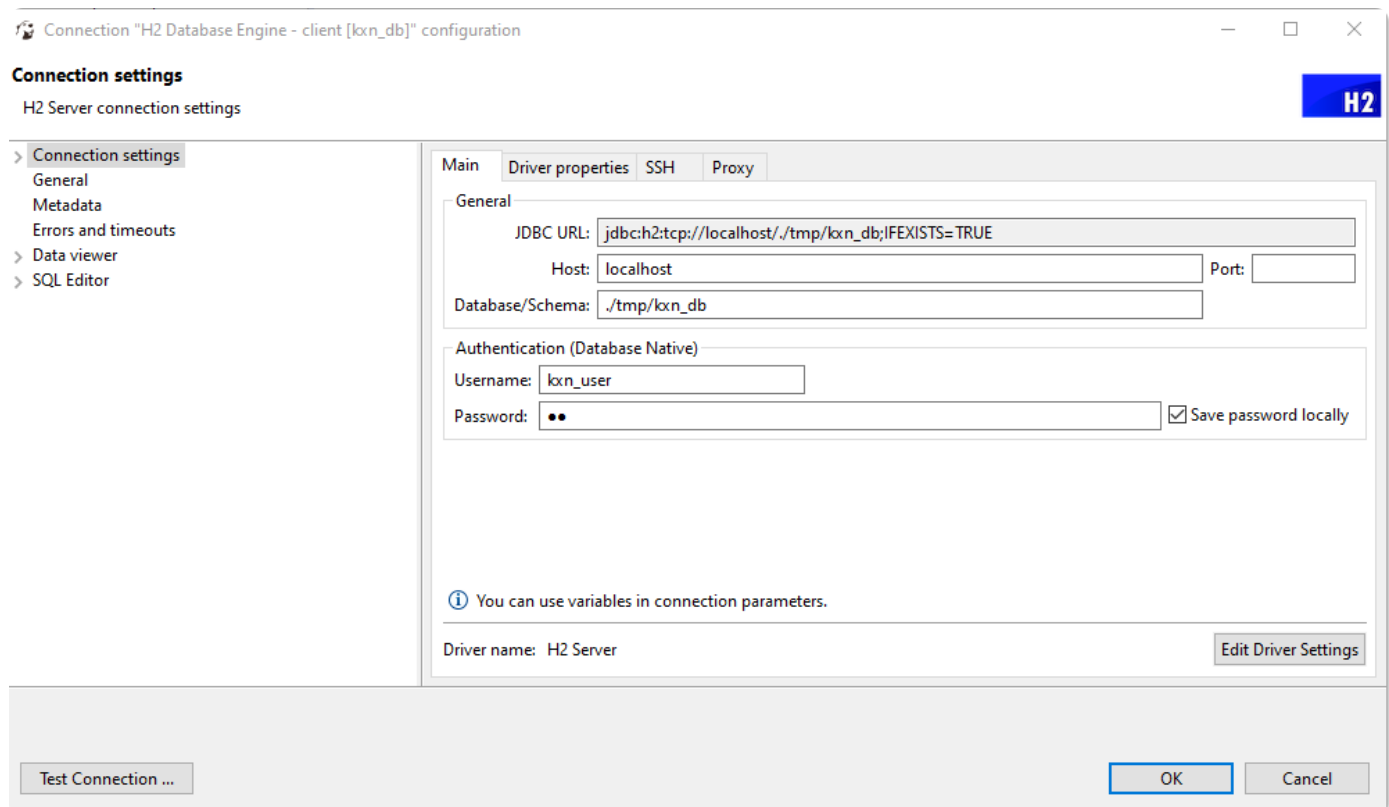 Connection "H2 Database Engine - client [kxn_db]" configuration
Connection settings
H2 Server connection settings
H2
Connection settings
General
Metadata
Errors and timeouts
Data viewer
SQL Editor
Main Driver properties SSH Proxy
General
JDBC URL: jdbc:h2:tcp://localhost/./tmp/kxn_db;IFEXISTS=TRUE
Host: localhost Port:
Database/Schema: ./tmp/kxn_db
Authentication (Database Native)
Username: kxn_user
Password: ●● Save password locally
You can use variables in connection parameters.
Driver name: H2 Server Edit Driver Settings
Test Connection ... OK Cancel